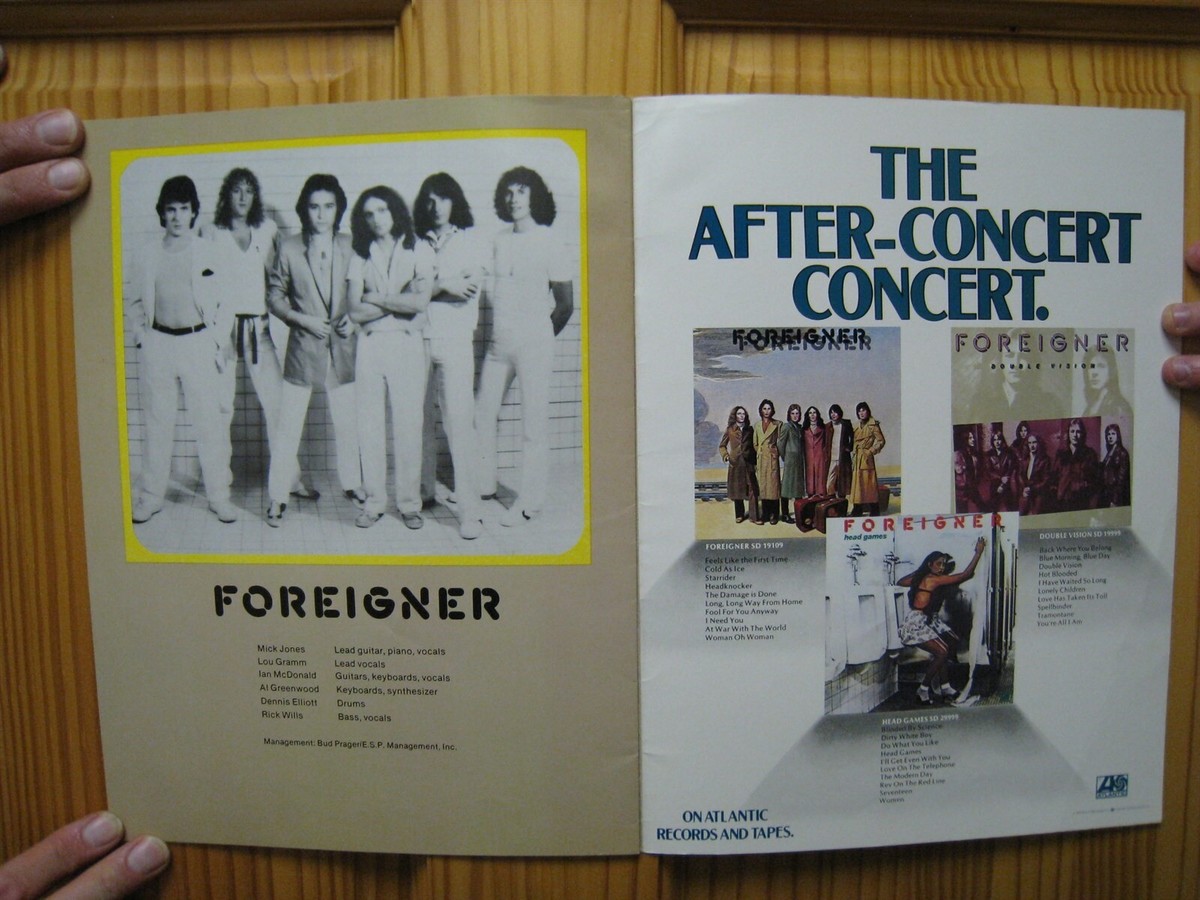 FOREIGNER
Mick Jones Lead guitar, piano, vocals
Lou Gramm Lead vocals
Ian McDonald Guitars, keyboards, vocals
Al Greenwood Keyboards, synthesizer
Dennis Elliott Drums
Rick Wills Bass, vocals
Management: Bud Prager/E.S.P. Management, Inc.
THE
AFTER-CONCERT
CONCERT.
FOREIGNER
FOREIGNER
FOREIGNER
DOUBLE VISION
FOREIGNER SD 19109
Feels Like the First Time
Cold As Ice
Starrider
Headknocker
The Damage is Done
Long, Long Way From Home
Fool For You Anyway
I Need You
At War With The World
Woman Oh Woman
FOREIGNER
head games
DOUBLE VISION SD 19999
Back Where You Belong
Blue Morning, Blue Day
Double Vision
Hot Blooded
I Have Waited So Long
Lonely Children
Love Has Taken Its Toll
Spellbinder
Tramontane
You're All I Am
HEAD GAMES SD 29999
Blinded By Science
Dirty White Boy
Do What You Like
Head Games
I'll Get Even With You
Love On The Telephone
The Modern Day
Rev On The Red Line
Seventeen
Women
ON ATLANTIC
RECORDS AND TAPES.
ATLANTIC